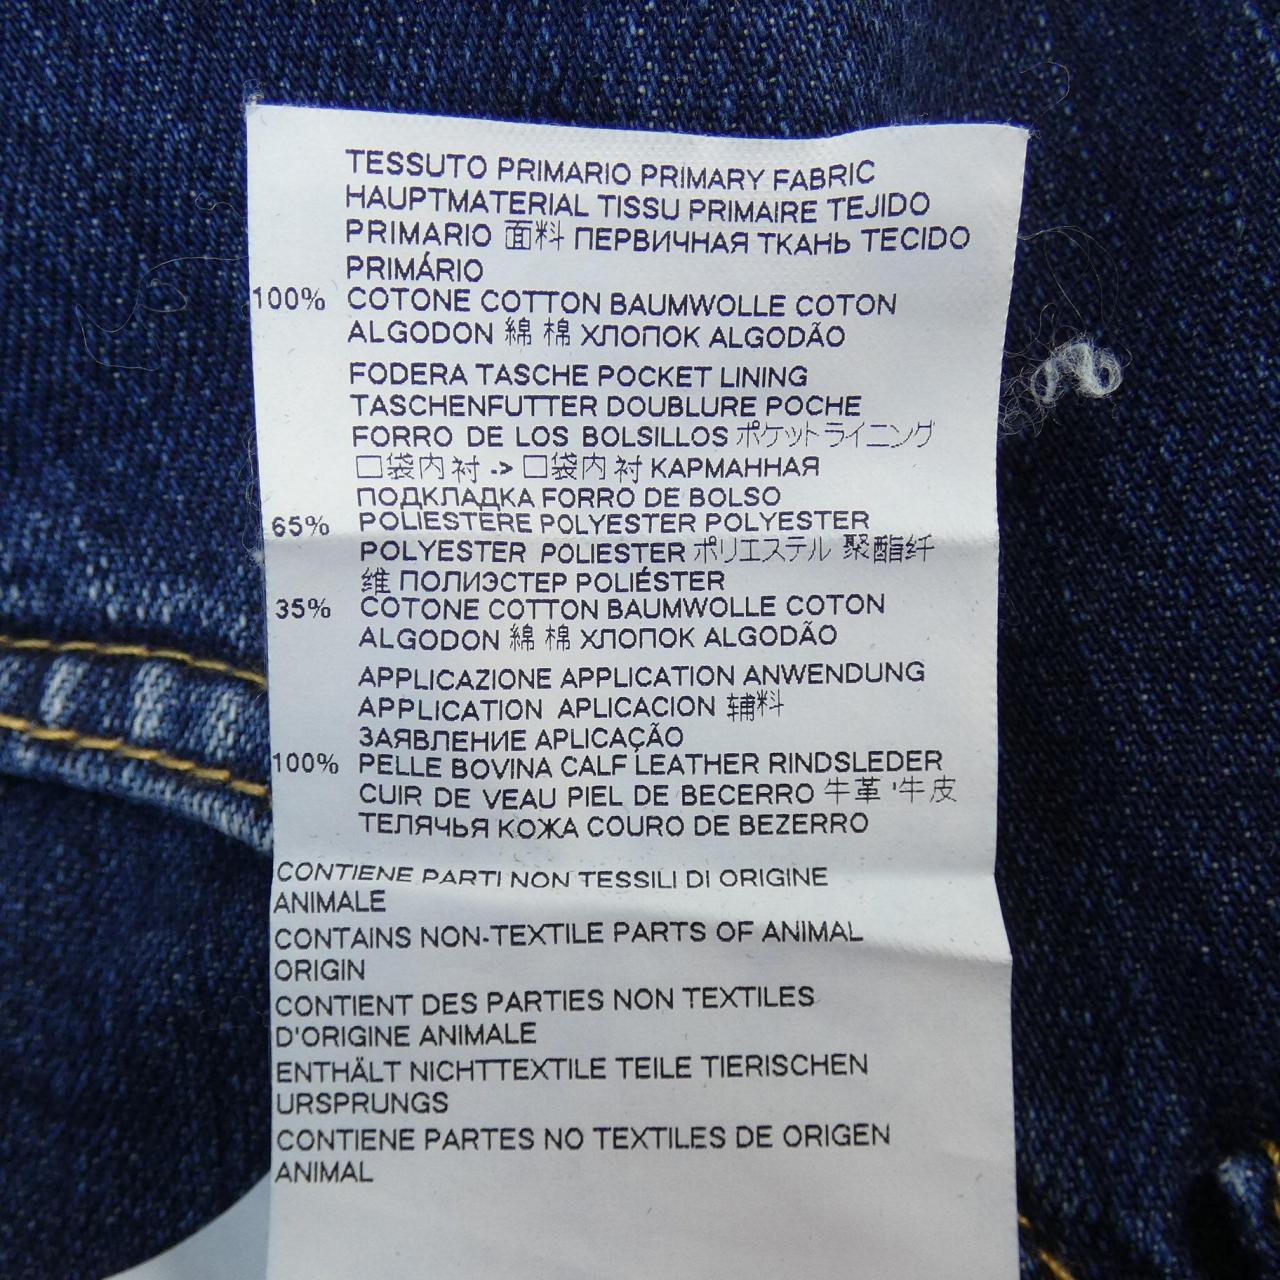 TESSUTO PRIMARIO PRIMARY FABRIC
HAUPTMATERIAL TISSU PRIMAIRE TEJIDO
PRIMARIO 面料 ПЕРВИЧНАЯ ТКАНЬ TECIDO
PRIMÁRIO
100% COTONE COTTON BAUMWOLLE COTON
ALGODON 綿 棉 ХЛОПОК ALGODÃO
FODERA TASCHE POCKET LINING
TASCHENFUTTER DOUBLURE POCHE
FORRO DE LOS BOLSILLOS ポケットライニング
口袋内衬 -> 口袋内衬 КАРМАННАЯ
ПОДКЛАДКА FORRO DE BOLSO
65% POLIESTERE POLYESTER POLYESTER
POLYESTER POLIESTER ポリエステル 聚酯纤
维 ПОЛИЭСТЕР POLIÉSTER
35% COTONE COTTON BAUMWOLLE COTON
ALGODON 綿 棉 ХЛОПОК ALGODÃO
APPLICAZIONE APPLICATION ANWENDUNG
APPLICATION APLICACION 辅料
ЗАЯВЛЕНИЕ APLICAÇÃO
100% PELLE BOVINA CALF LEATHER RINDSLEDER
CUIR DE VEAU PIEL DE BECERRO 牛革 '牛皮
ТЕЛЯЧЬЯ КОЖА COURO DE BEZERRO
CONTIENE PARTI NON TESSILI DI ORIGINE
ANIMALE
CONTAINS NON-TEXTILE PARTS OF ANIMAL
ORIGIN
CONTIENT DES PARTIES NON TEXTILES
D'ORIGINE ANIMALE
ENTHÄLT NICHTTEXTILE TEILE TIERISCHEN
URSPRUNGS
CONTIENE PARTES NO TEXTILES DE ORIGEN
ANIMAL